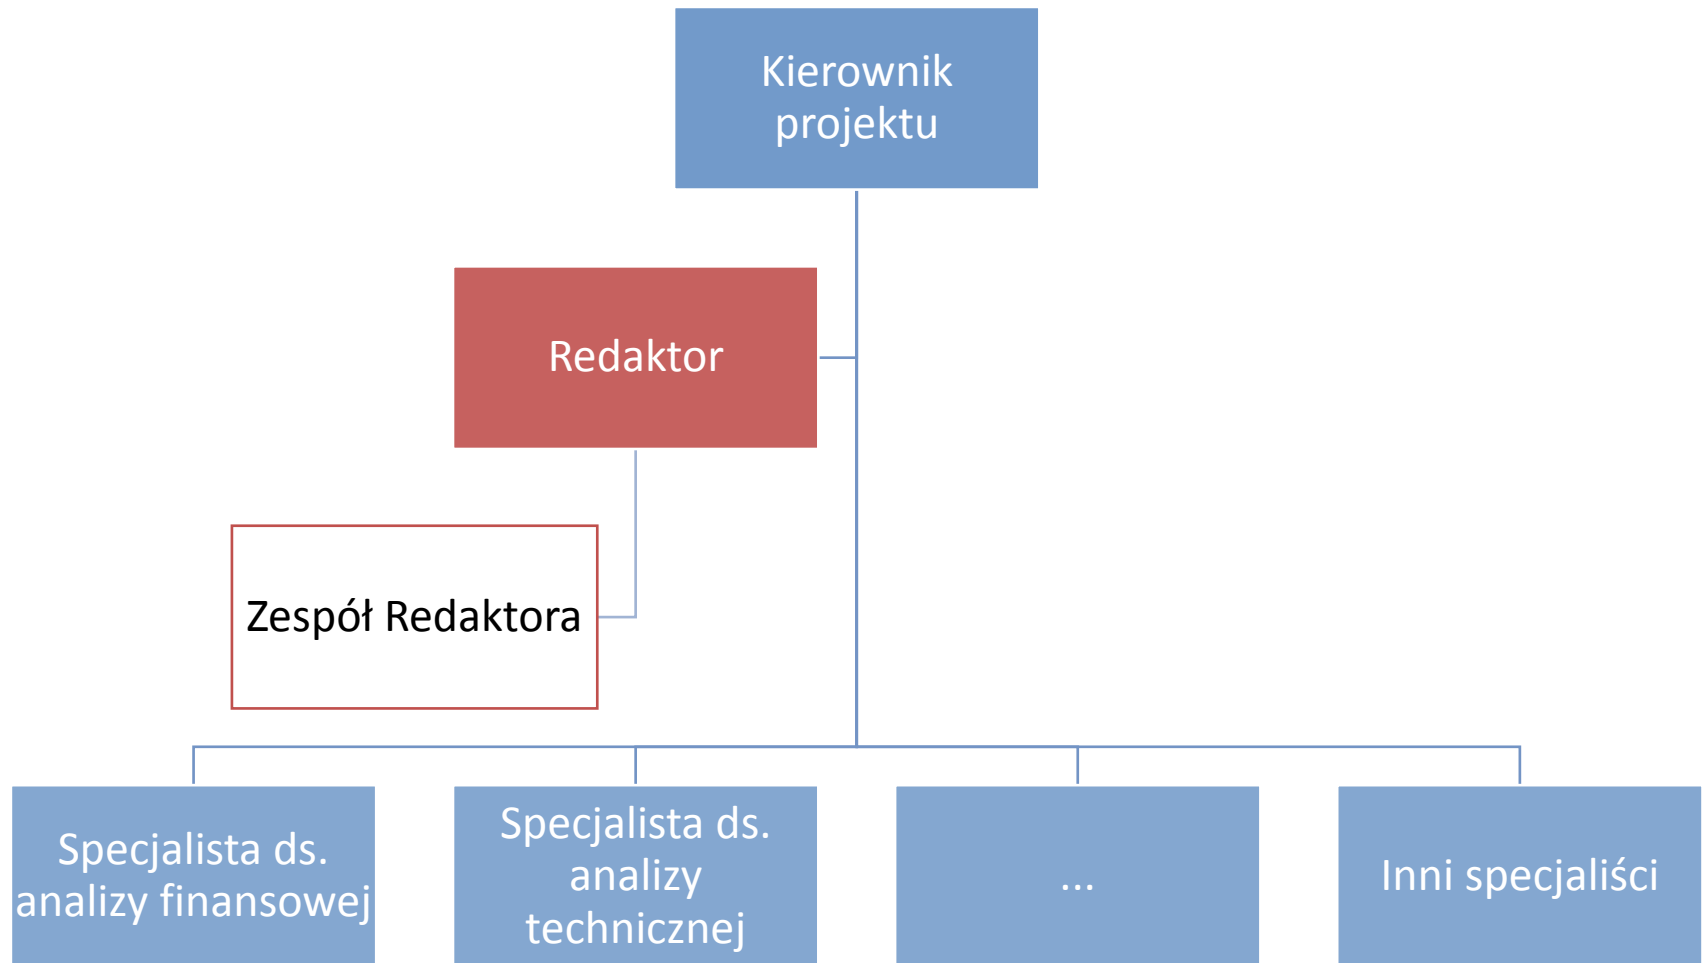 Kierownik
projektu
Redaktor
Zespół Redaktora
Specjalista ds.
analizy finansowej
Specjalista ds.
analizy
technicznej
...
Inni specjaliści